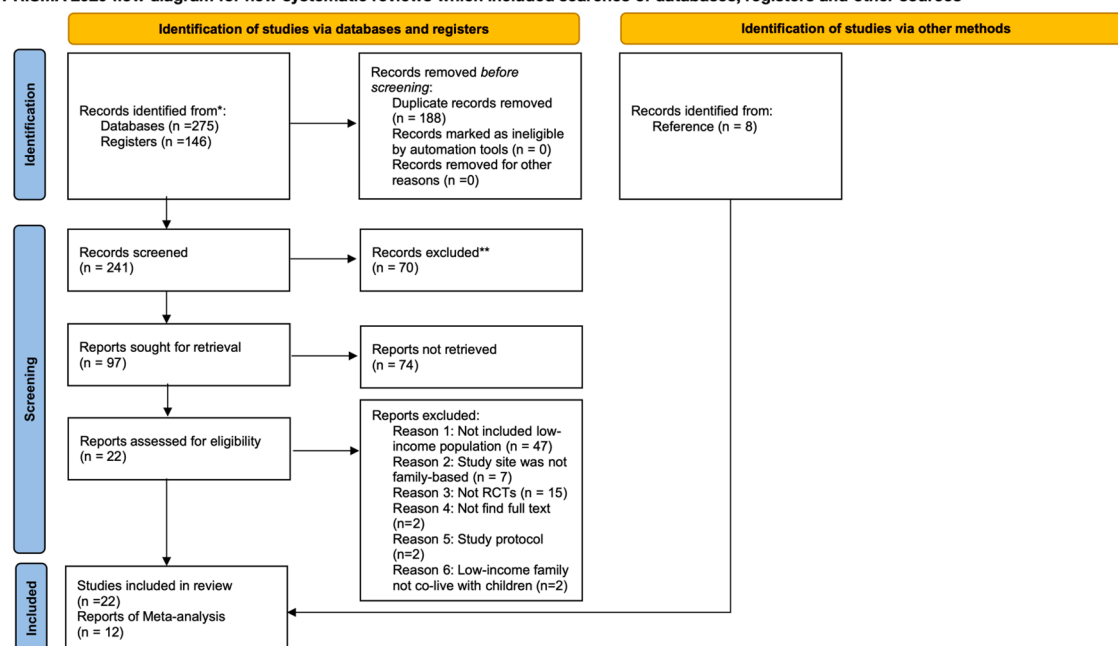 Identification of studies via databases and registers
Identification of studies via other methods
Identification
Records identified from*:
Databases (n =275)
Registers (n =146)
Records removed before
screening:
Duplicate records removed
(n = 188)
Records marked as ineligible
by automation tools (n = 0)
Records removed for other
reasons (n =0)
Records identified from:
Reference (n = 8)
Screening
Records screened
(n = 241)
Records excluded**
(n = 70)
Reports sought for retrieval
(n = 97)
Reports not retrieved
(n = 74)
Reports assessed for eligibility
(n = 22)
Reports excluded:
Reason 1: Not included low-
income population (n = 47)
Reason 2: Study site was not
family-based (n = 7)
Reason 3: Not RCTs (n = 15)
Reason 4: Not find full text
(n=2)
Reason 5: Study protocol
(n=2)
Reason 6: Low-income family
not co-live with children (n=2)
Included
Studies included in review
(n =22)
Reports of Meta-analysis
(n = 12)